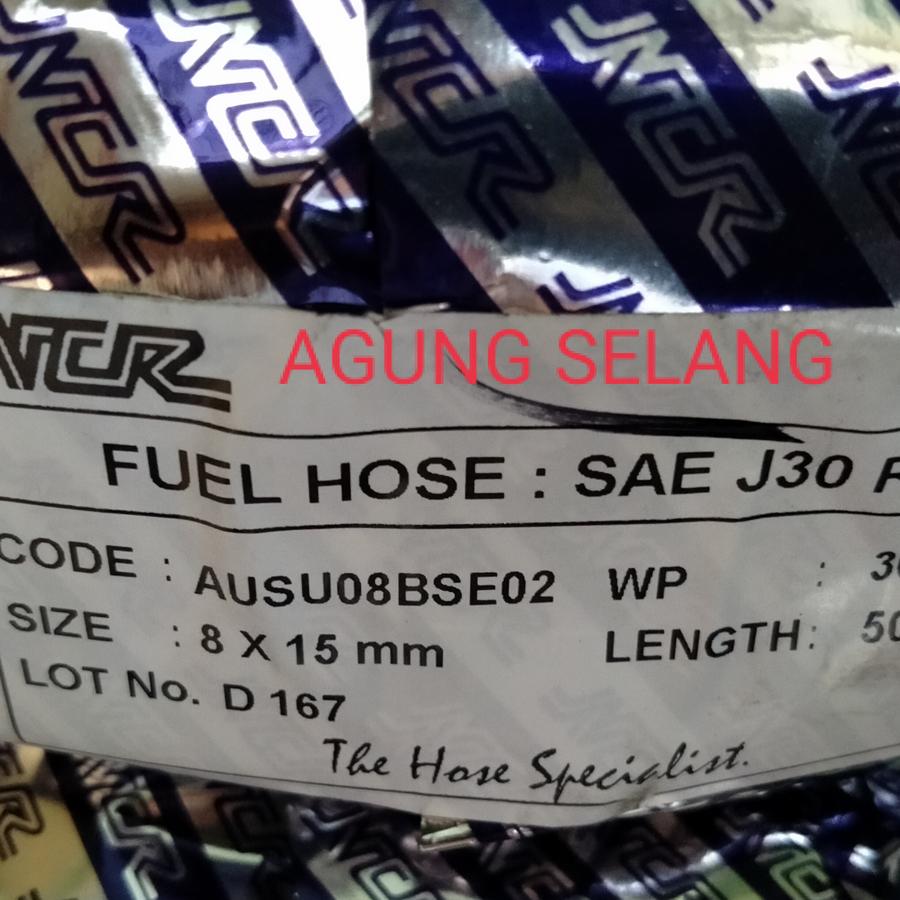 NCR AGUNG SELANG
FUEL HOSE : SAE J30
CODE : AUSU08BSE02 WP :
SIZE : 8 X 15 mm LENGTH :
LOT No. D 167
The Hose Specialist.